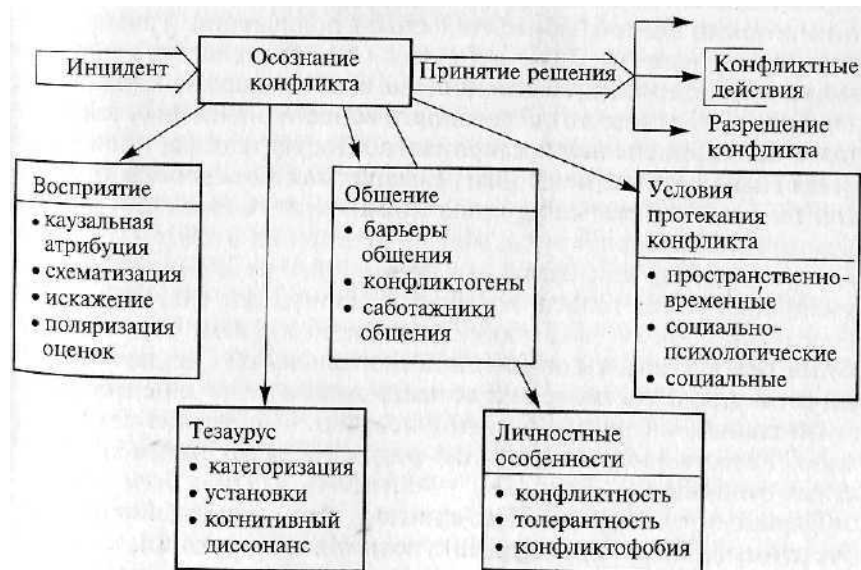 Инцидент
Осознание
конфликта
Принятие решения
Конфликтные
действия
Разрешение
конфликта
Восприятие
• каузальная
атрибуция
• схематизация
• искажение
• поляризация
оценок
Общение
• барьеры
общения
• конфликтогены
• саботажники
общения
Условия
протекания
конфликта
• пространственно-
временные
• социально-
психологические
• социальные
Тезаурус
• категоризация
• установки
• когнитивный
диссонанс
Личностные
особенности
• конфликтность
• толерантность
• конфликтофобия